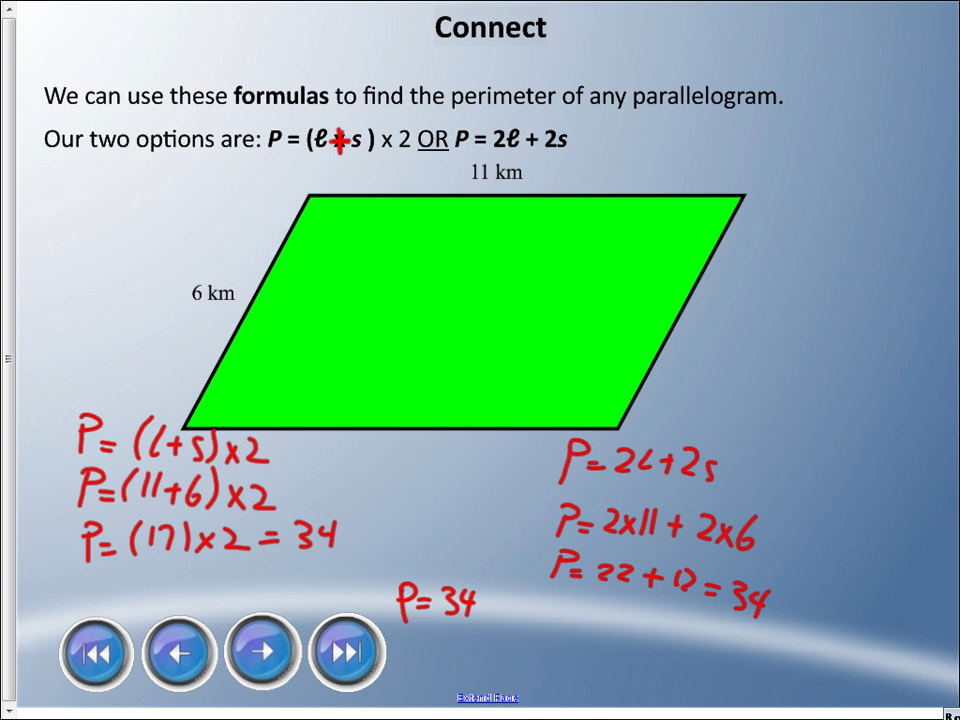 Connect
We can use these formulas to find the perimeter of any parallelogram.
Our two options are: P = (ℓ + s ) x 2 OR P = 2ℓ + 2s
11 km
6 km
P = (l + s) x 2
P = (11 + 6) x 2
P = (17) x 2 = 34
P = 2l + 2s
P = 2x11 + 2x6
P = 22 + 12 = 34
P = 34
Extend Page